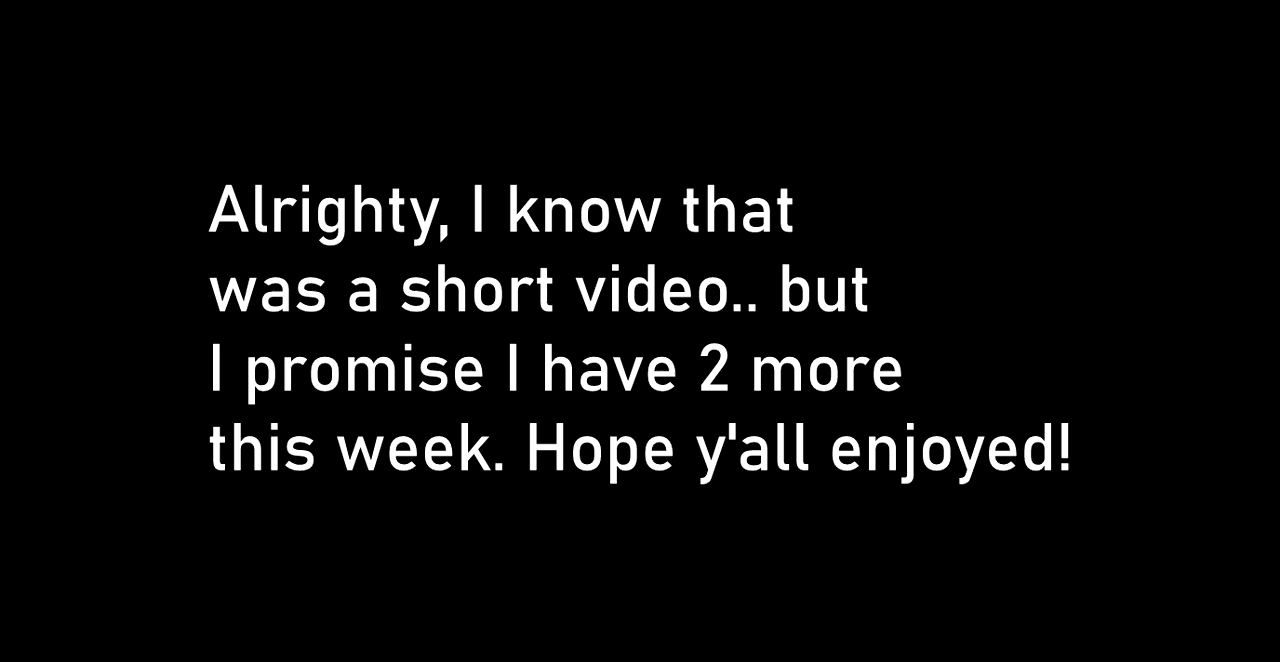 Alrighty, I know that
was a short video.. but
I promise I have 2 more
this week. Hope y'all enjoyed!